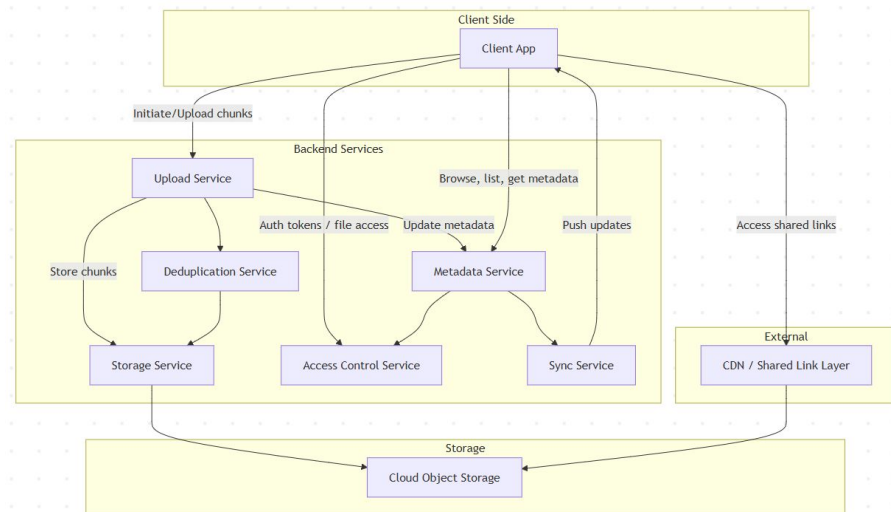 Client Side
Client App
Initiate/Upload chunks
Backend Services
Upload Service
Browse, list, get metadata
Auth tokens / file access
Update metadata
Push updates
Access shared links
Store chunks
Deduplication Service
Metadata Service
External
Storage Service
Access Control Service
Sync Service
CDN / Shared Link Layer
Storage
Cloud Object Storage